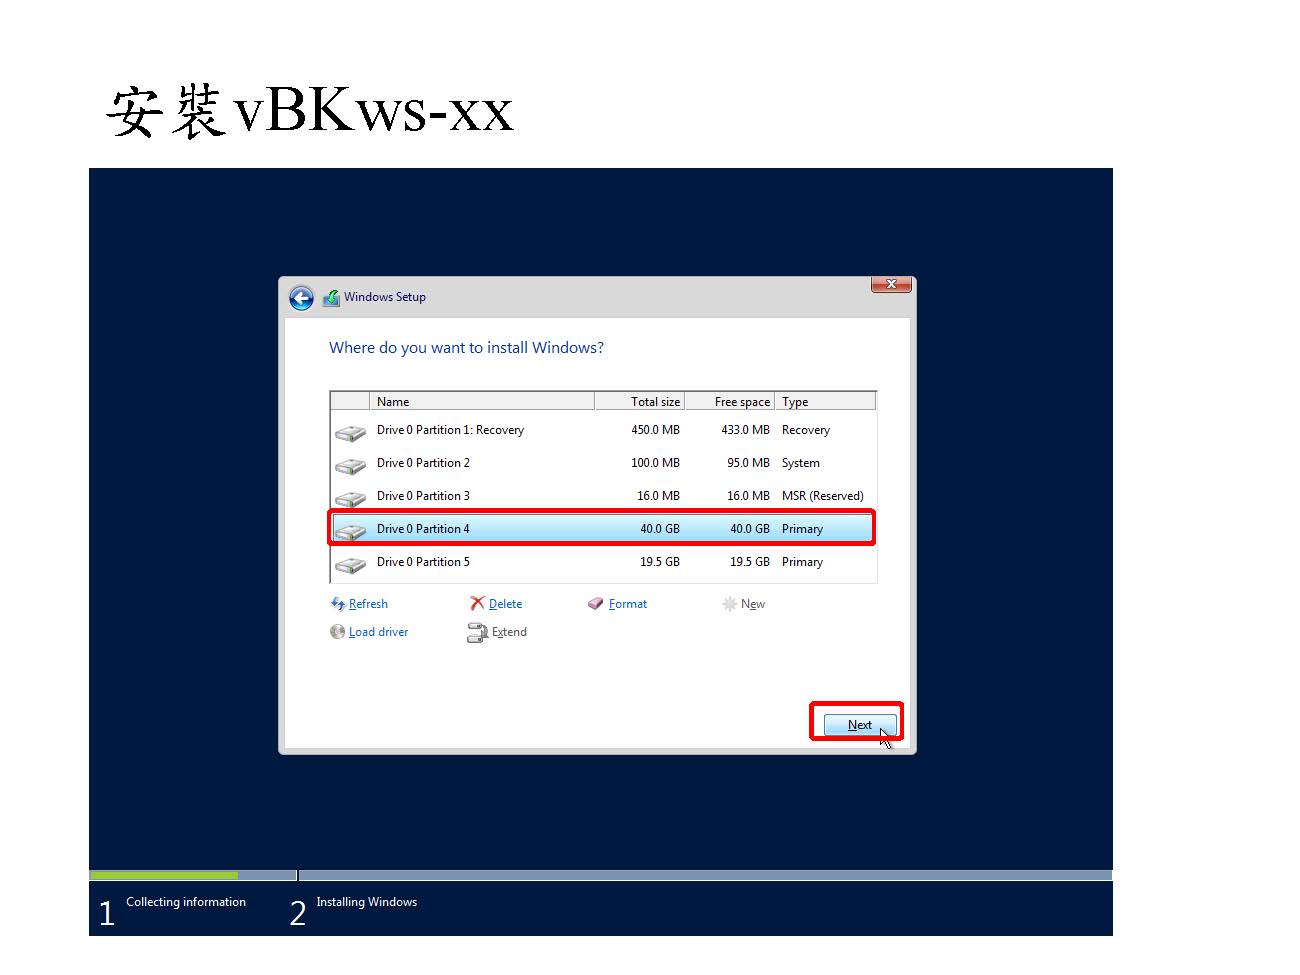 安裝vBKws-xx
Windows Setup
Where do you want to install Windows?
Name Total size Free space Type
Drive 0 Partition 1: Recovery 450.0 MB 433.0 MB Recovery
Drive 0 Partition 2 100.0 MB 95.0 MB System
Drive 0 Partition 3 16.0 MB 16.0 MB MSR (Reserved)
Drive 0 Partition 4 40.0 GB 40.0 GB Primary
Drive 0 Partition 5 19.5 GB 19.5 GB Primary
Refresh Delete Format New
Load driver Extend
Next
1 Collecting information 2 Installing Windows